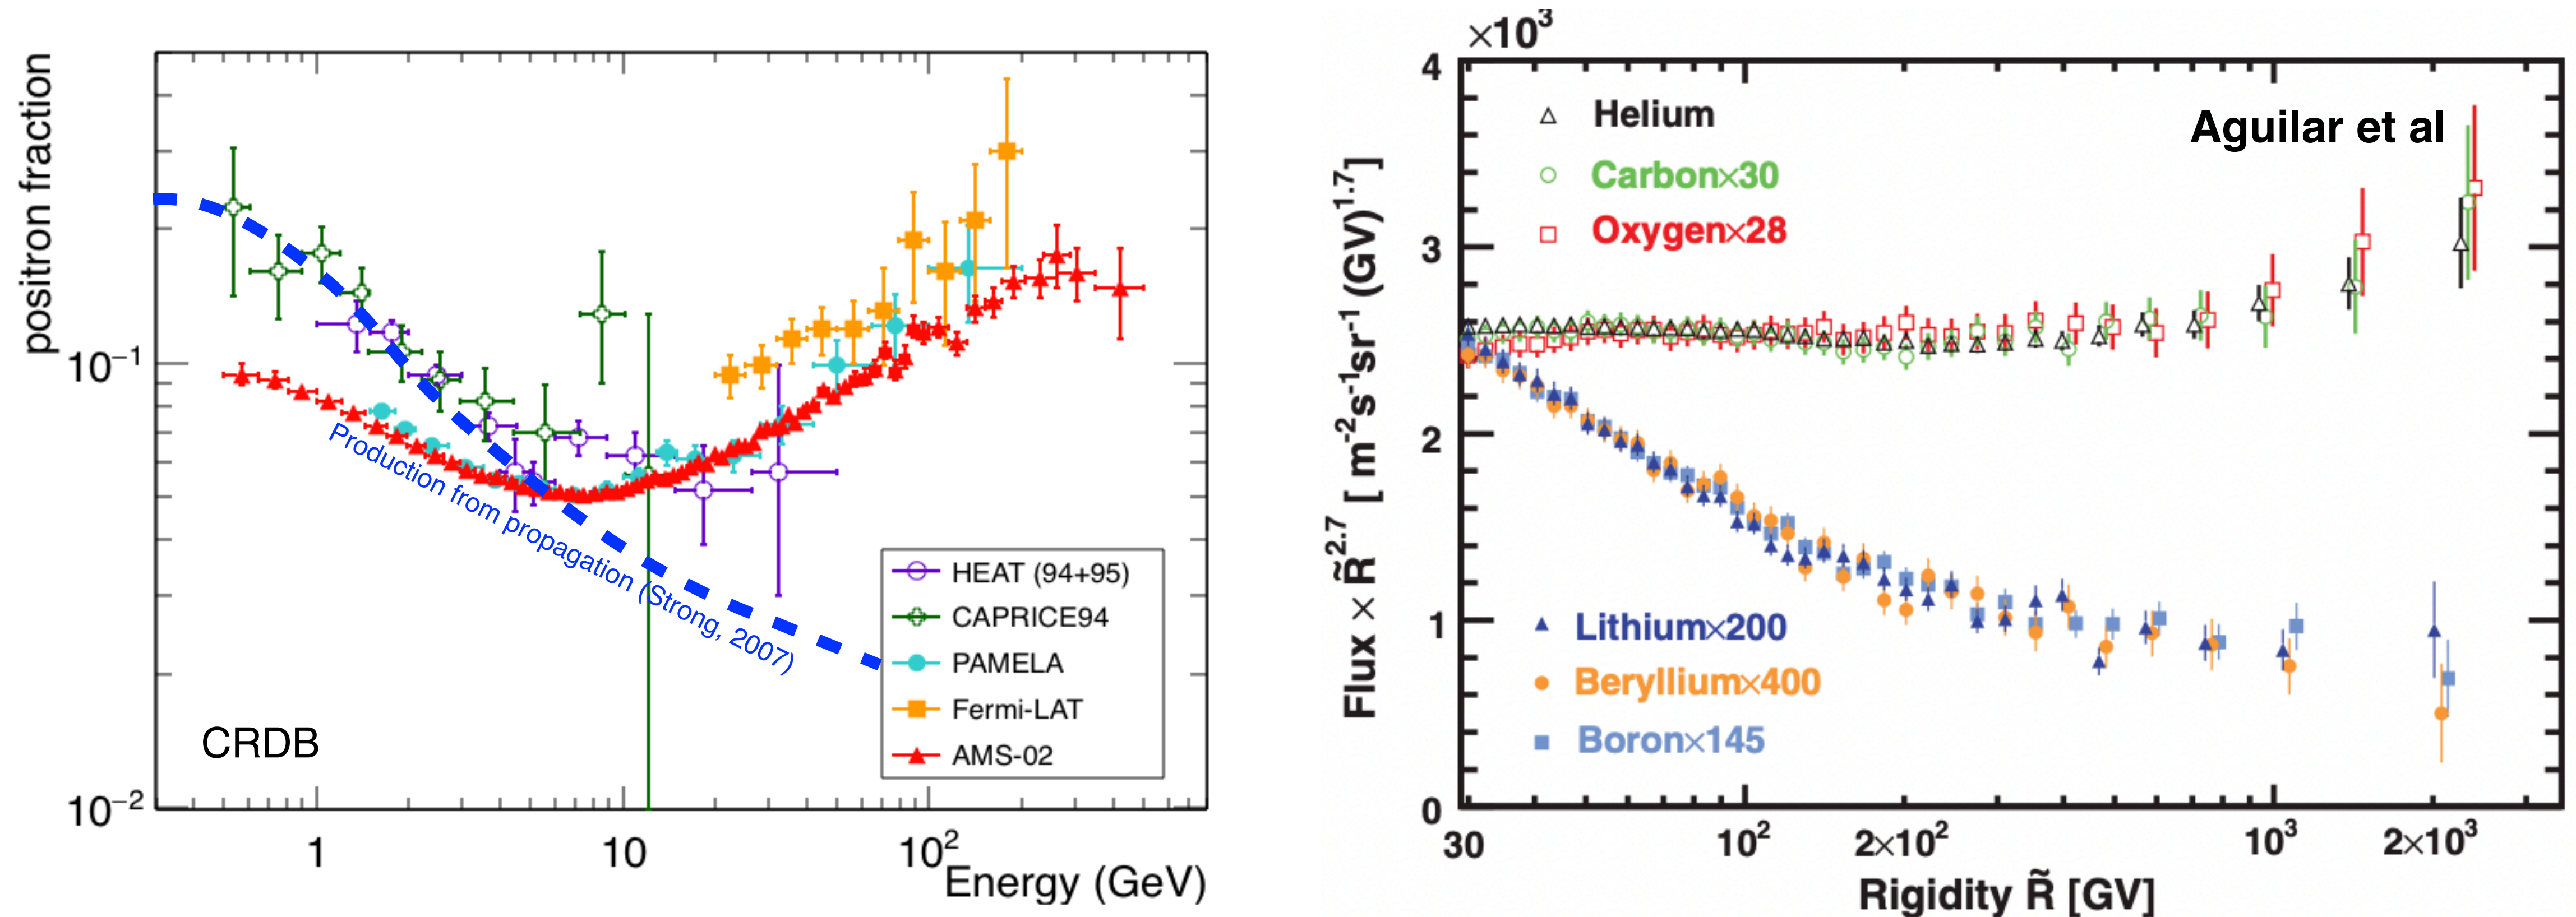 positron fraction
10⁻¹
10⁻²
1
10
10²
Energy (GeV)
Production from propagation (Strong, 2007)
CRDB
HEAT (94+95)
CAPRICE94
PAMELA
Fermi-LAT
AMS-02
×10³
4
3
2
1
0
Flux × R̃²·⁷ [ m⁻²s⁻¹sr⁻¹ (GV)¹·⁷]
Helium
Carbon×30
Oxygen×28
Aguilar et al
Lithium×200
Beryllium×400
Boron×145
30
10²
2×10²
10³
2×10³
Rigidity R̃ [GV]